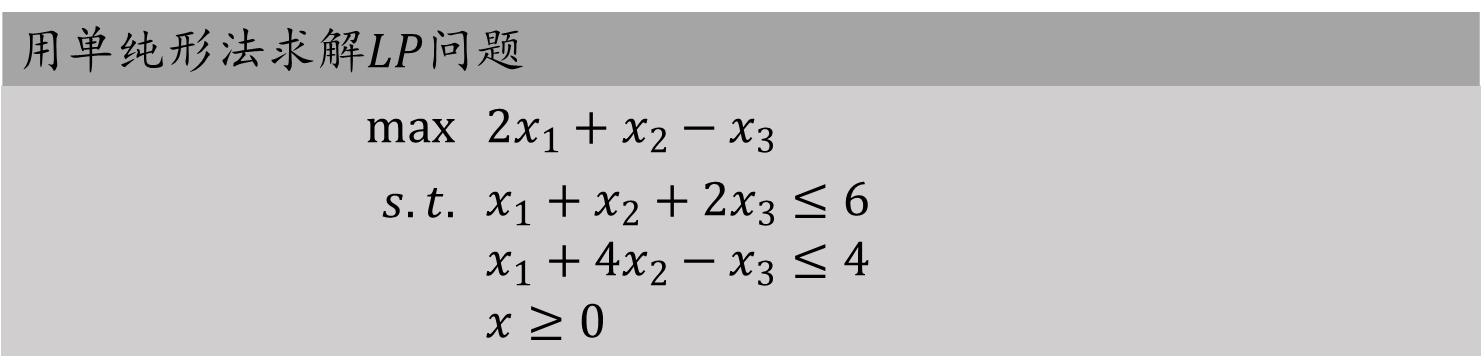 用单纯形法求解LP问题
max 2x₁ + x₂ − x₃
s.t. x₁ + x₂ + 2x₃ ≤ 6
x₁ + 4x₂ − x₃ ≤ 4
x ≥ 0